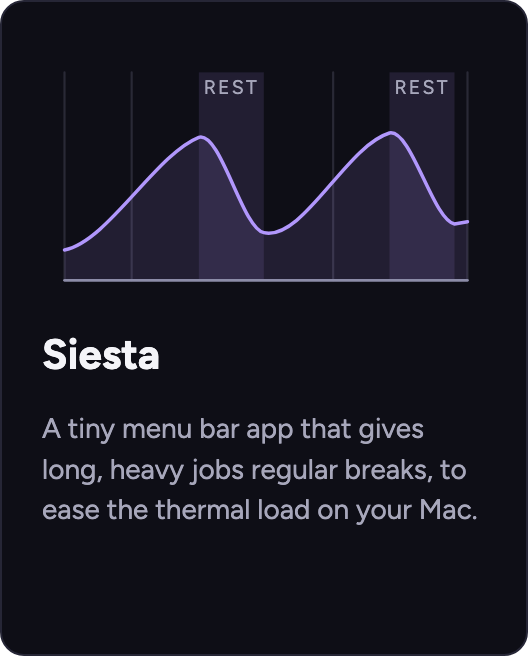 REST REST
Siesta
A tiny menu bar app that gives
long, heavy jobs regular breaks, to
ease the thermal load on your Mac.